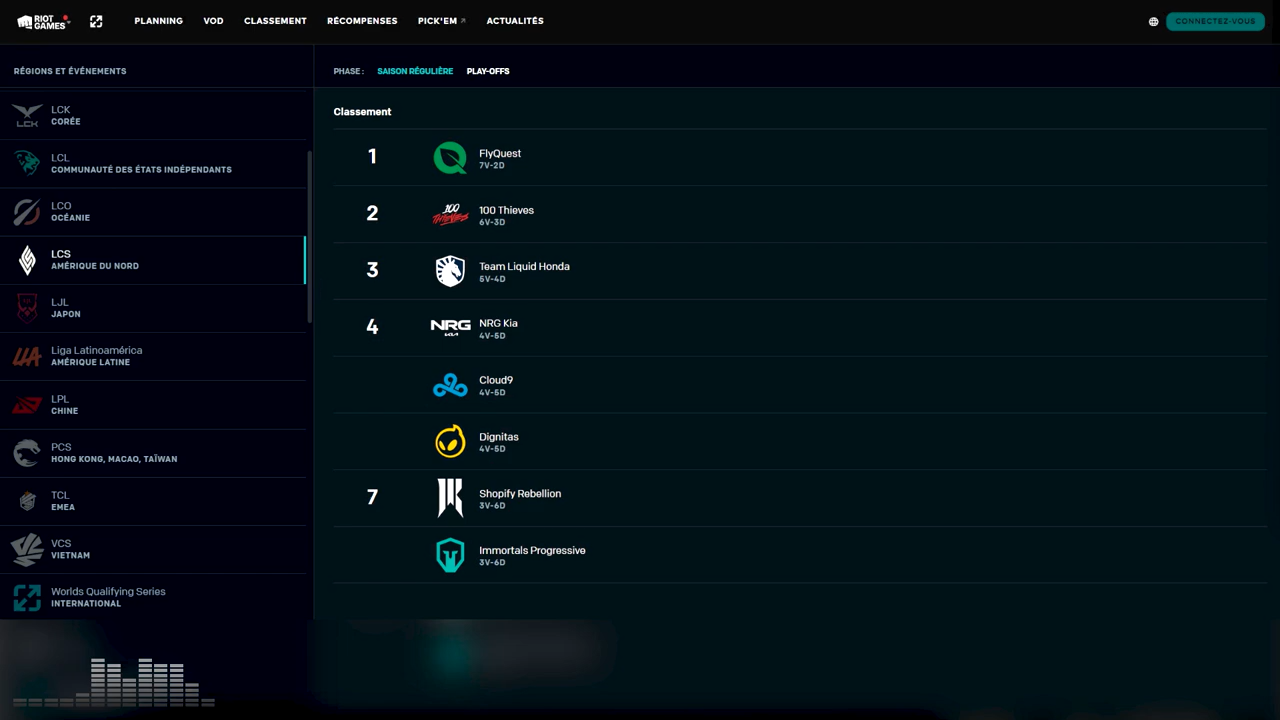 RIOT GAMES
PLANNING
VOD
CLASSEMENT
RÉCOMPENSES
PICK'EM
ACTUALITÉS
CONNECTEZ-VOUS
RÉGIONS ET ÉVÉNEMENTS
LCK
CORÉE
LCL
COMMUNAUTÉ DES ÉTATS INDÉPENDANTS
LCO
OCÉANIE
LCS
AMÉRIQUE DU NORD
LJL
JAPON
Liga Latinoamérica
AMÉRIQUE LATINE
LPL
CHINE
PCS
HONG KONG, MACAO, TAÏWAN
TCL
EMEA
VCS
VIETNAM
Worlds Qualifying Series
INTERNATIONAL
PHASE : SAISON RÉGULIÈRE PLAY-OFFS
Classement
1
FlyQuest
7V-2D
2
100 THIEVES
100 Thieves
6V-3D
3
Team Liquid Honda
5V-4D
4
NRG
KIA
NRG Kia
4V-5D
Cloud9
4V-5D
Dignitas
4V-5D
7
Shopify Rebellion
3V-6D
Immortals Progressive
3V-6D